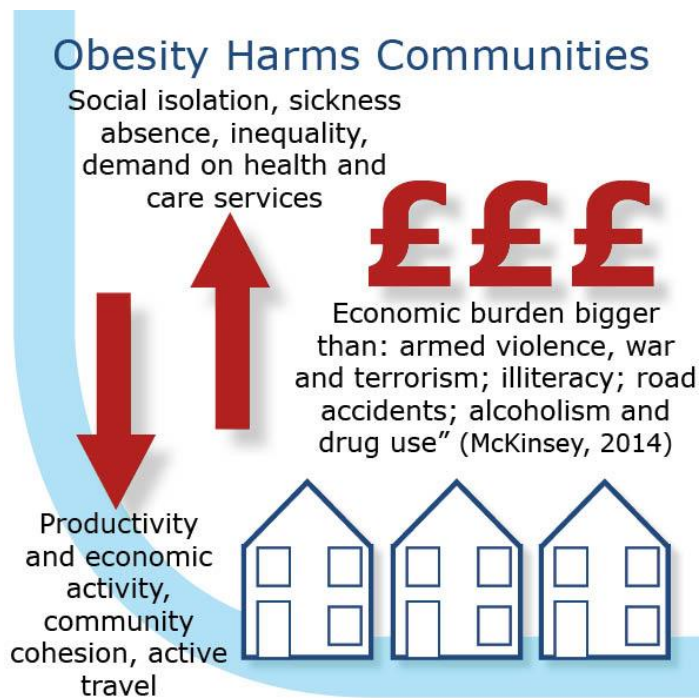 Obesity Harms Communities
Social isolation, sickness
absence, inequality,
demand on health and
care services
£££
Economic burden bigger
than: armed violence, war
and terrorism; illiteracy; road
accidents; alcoholism and
drug use” (McKinsey, 2014)
Productivity
and economic
activity,
community
cohesion, active
travel